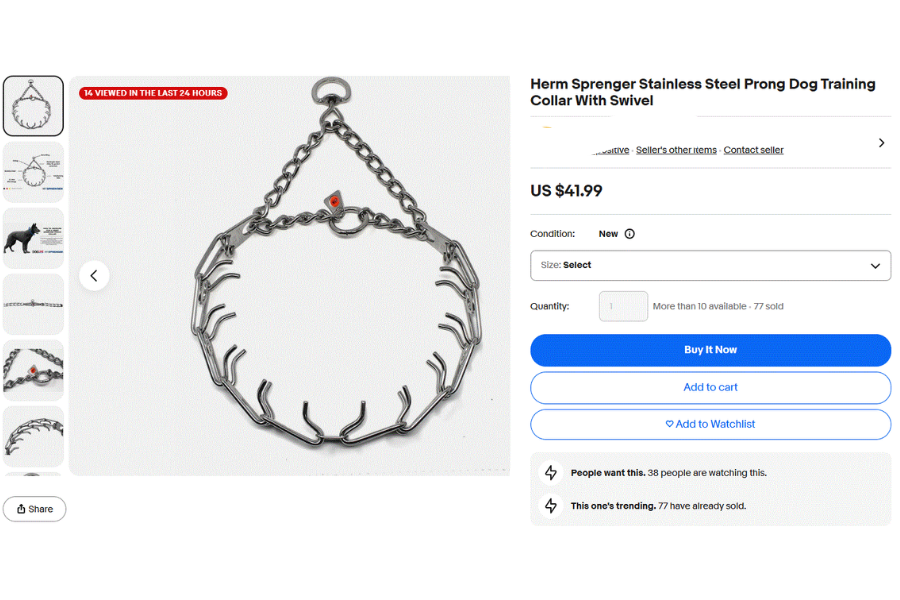 14 VIEWED IN THE LAST 24 HOURS
Share
Herm Sprenger Stainless Steel Prong Dog Training
Collar With Swivel
Seller's other items · Contact seller
US $41.99
Condition: New
Size: Select
Quantity: 1 More than 10 available · 77 sold
Buy It Now
Add to cart
Add to Watchlist
People want this. 38 people are watching this.
This one's trending. 77 have already sold.